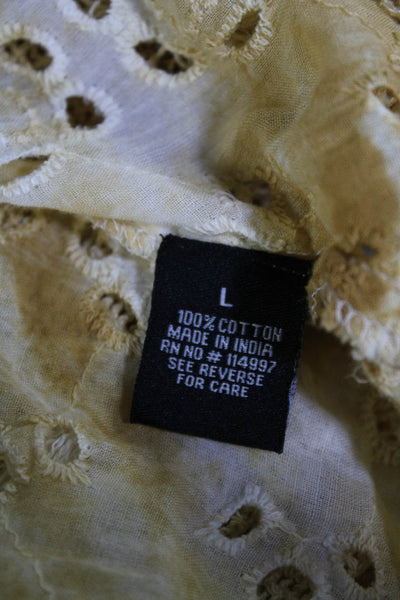 L
100% COTTON
MADE IN INDIA
RN NO # 114997
SEE REVERSE
FOR CARE